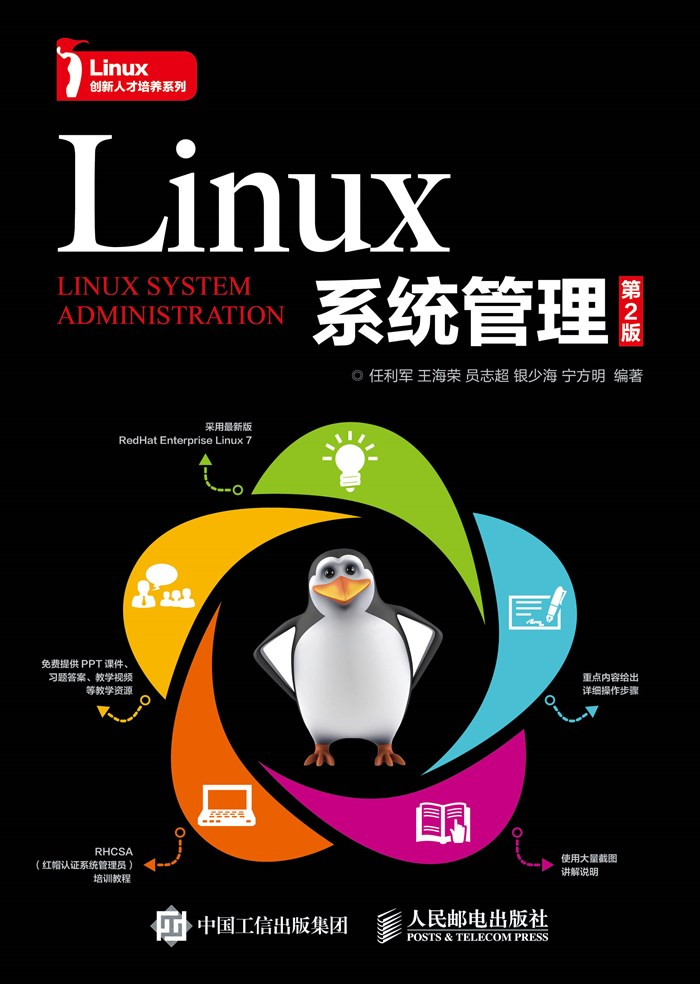 Linux
创新人才培养系列
Linux
LINUX SYSTEM
ADMINISTRATION
系统管理
第2版
◎ 任利军 王海荣 员志超 银少海 宁方明 编著
采用最新版
RedHat Enterprise Linux 7
免费提供 PPT 课件、
习题答案、教学视频
等教学资源
重点内容给出
详细操作步骤
RHCSA
（红帽认证系统管理员）
培训教程
使用大量截图
讲解说明
中国工信出版集团
人民邮电出版社
POSTS & TELECOM PRESS